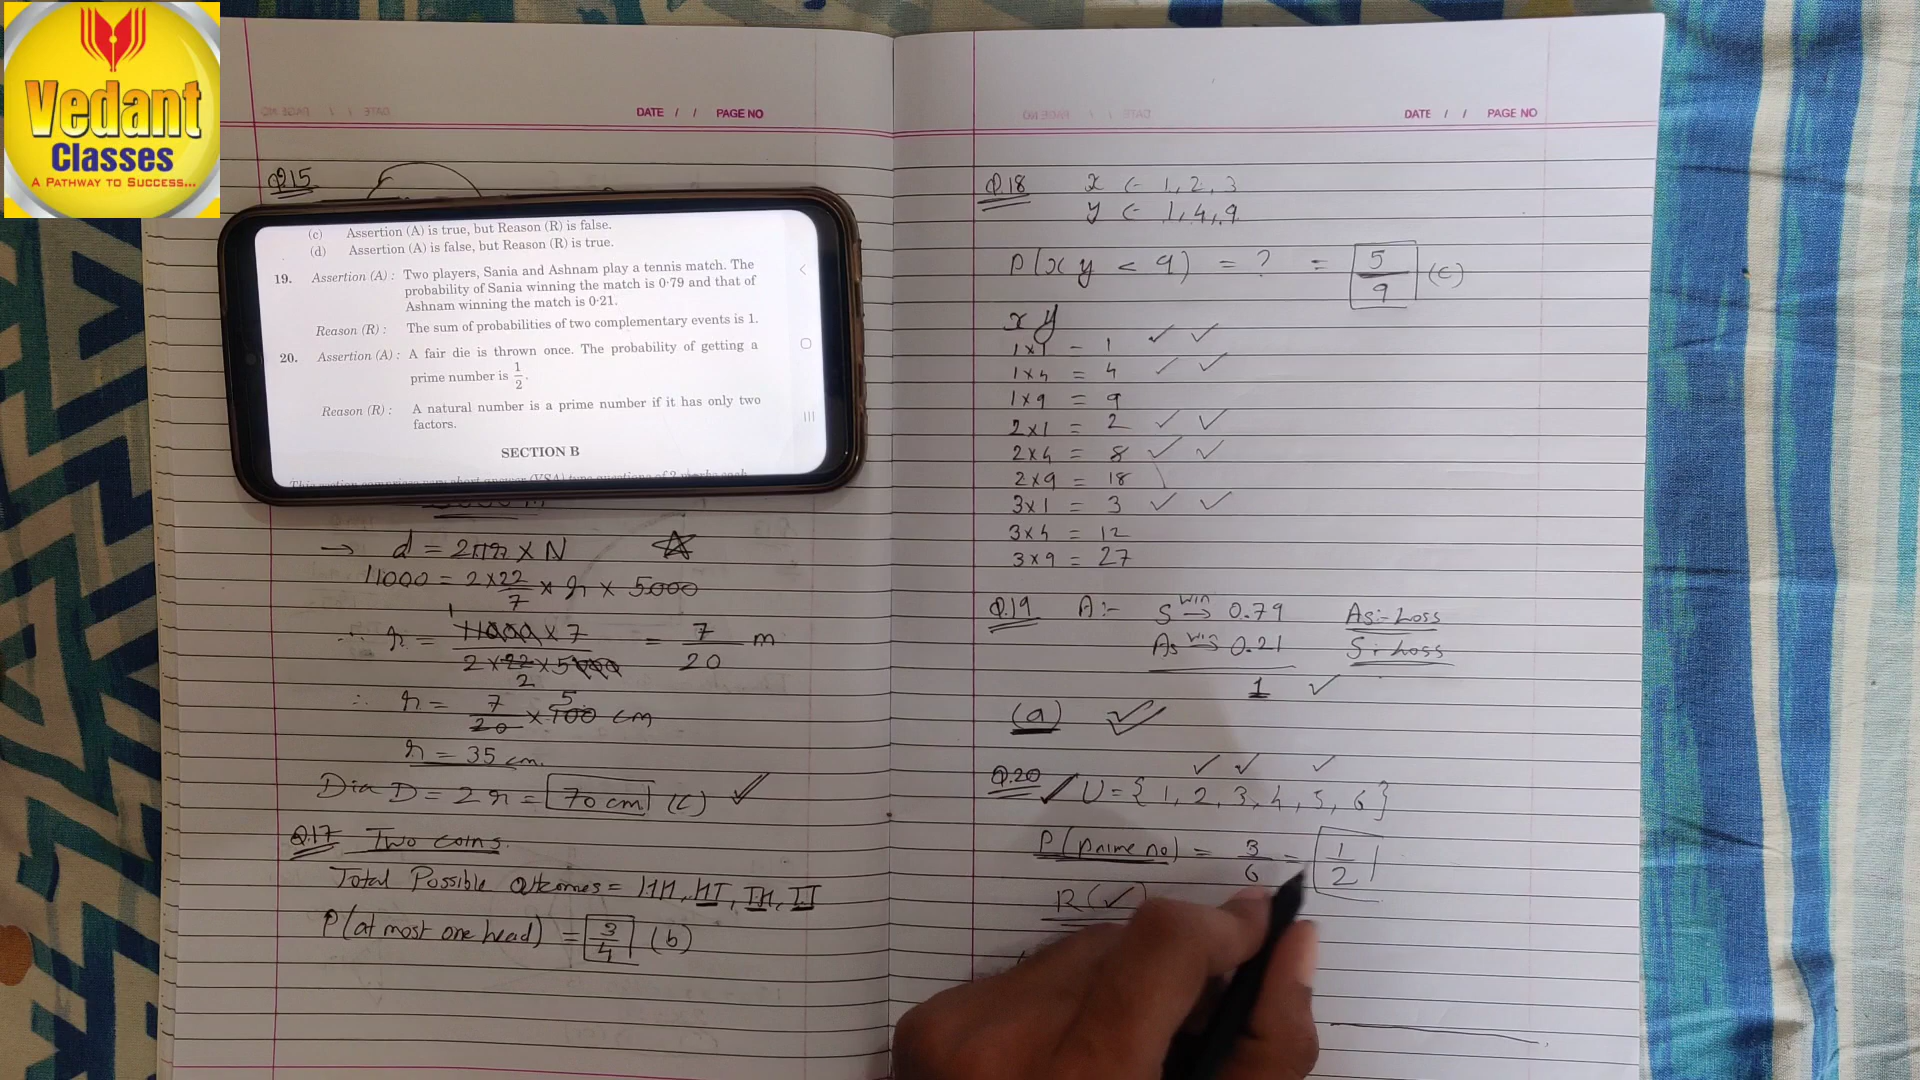 Vedant
Classes
A PATHWAY TO SUCCESS...
DATE / / PAGE NO
Q.15
(c) Assertion (A) is true, but Reason (R) is false.
(d) Assertion (A) is false, but Reason (R) is true.
19. Assertion (A) : Two players, Sania and Ashnam play a tennis match. The
probability of Sania winning the match is 0·79 and that of
Ashnam winning the match is 0·21.
Reason (R) : The sum of probabilities of two complementary events is 1.
20. Assertion (A) : A fair die is thrown once. The probability of getting a
prime number is 1/2.
Reason (R) : A natural number is a prime number if it has only two
factors.
SECTION B
→ d = 2πr × N
11000 = 2 × 22/7 × r × 5000
∴ r = 11000 × 7 / 2 × 22 × 5000 = 7/20 m
∴ r = 7/20 × 100 cm
r = 35 cm.
Dia D = 2r = 70 cm (c)
Q.17 Two coins.
Total Possible outcomes = HH, HT, TH, TT
P(at most one head) = 3/4 (b)
DATE / / PAGE NO
Q.18 x ← 1, 2, 3
y ← 1, 4, 9
P(xy < 9) = ? = 5/9 (c)
xy
1×1 = 1
1×4 = 4
1×9 = 9
2×1 = 2
2×4 = 8
2×9 = 18
3×1 = 3
3×4 = 12
3×9 = 27
Q.19 A:- S win→ 0.79 As:- Loss
As win→ 0.21 S: Loss
1 ✓
(a)
Q.20 U = {1, 2, 3, 4, 5, 6}
P(prime no) = 3/6 = 1/2
R(✓)